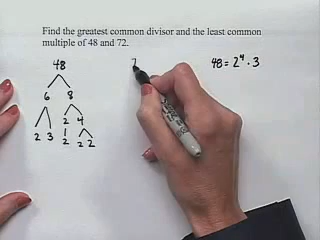 Find the greatest common divisor and the least common
multiple of 48 and 72.
48
48 = 2⁴ · 3
6 8
2 4
2 3 2 2 2